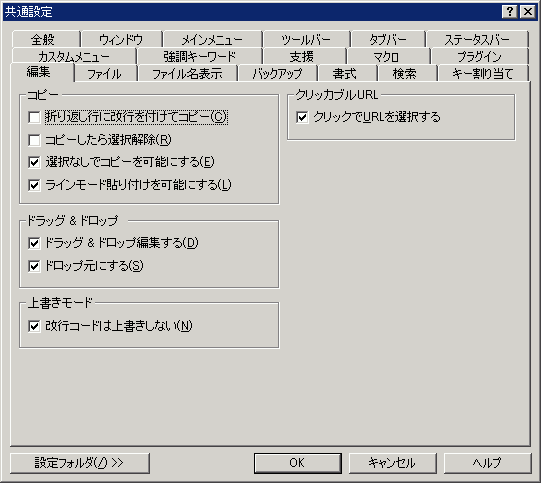 共通設定
全般 ウィンドウ メインメニュー ツールバー タブバー ステータスバー
カスタムメニュー 強調キーワード 支援 マクロ プラグイン
編集 ファイル ファイル名表示 バックアップ 書式 検索 キー割り当て
コピー
折り返し行に改行を付けてコピー(C)
コピーしたら選択解除(R)
選択なしでコピーを可能にする(E)
ラインモード貼り付けを可能にする(L)
ドラッグ & ドロップ
ドラッグ & ドロップ編集する(D)
ドロップ元にする(S)
上書きモード
改行コードは上書きしない(N)
クリッカブルURL
クリックでURLを選択する
設定フォルダ(/) >> OK キャンセル ヘルプ